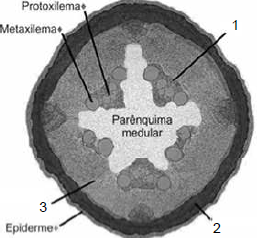 Protoxilema+
1
Metaxilema+
Parênquima
medular
3
Epiderme+
2